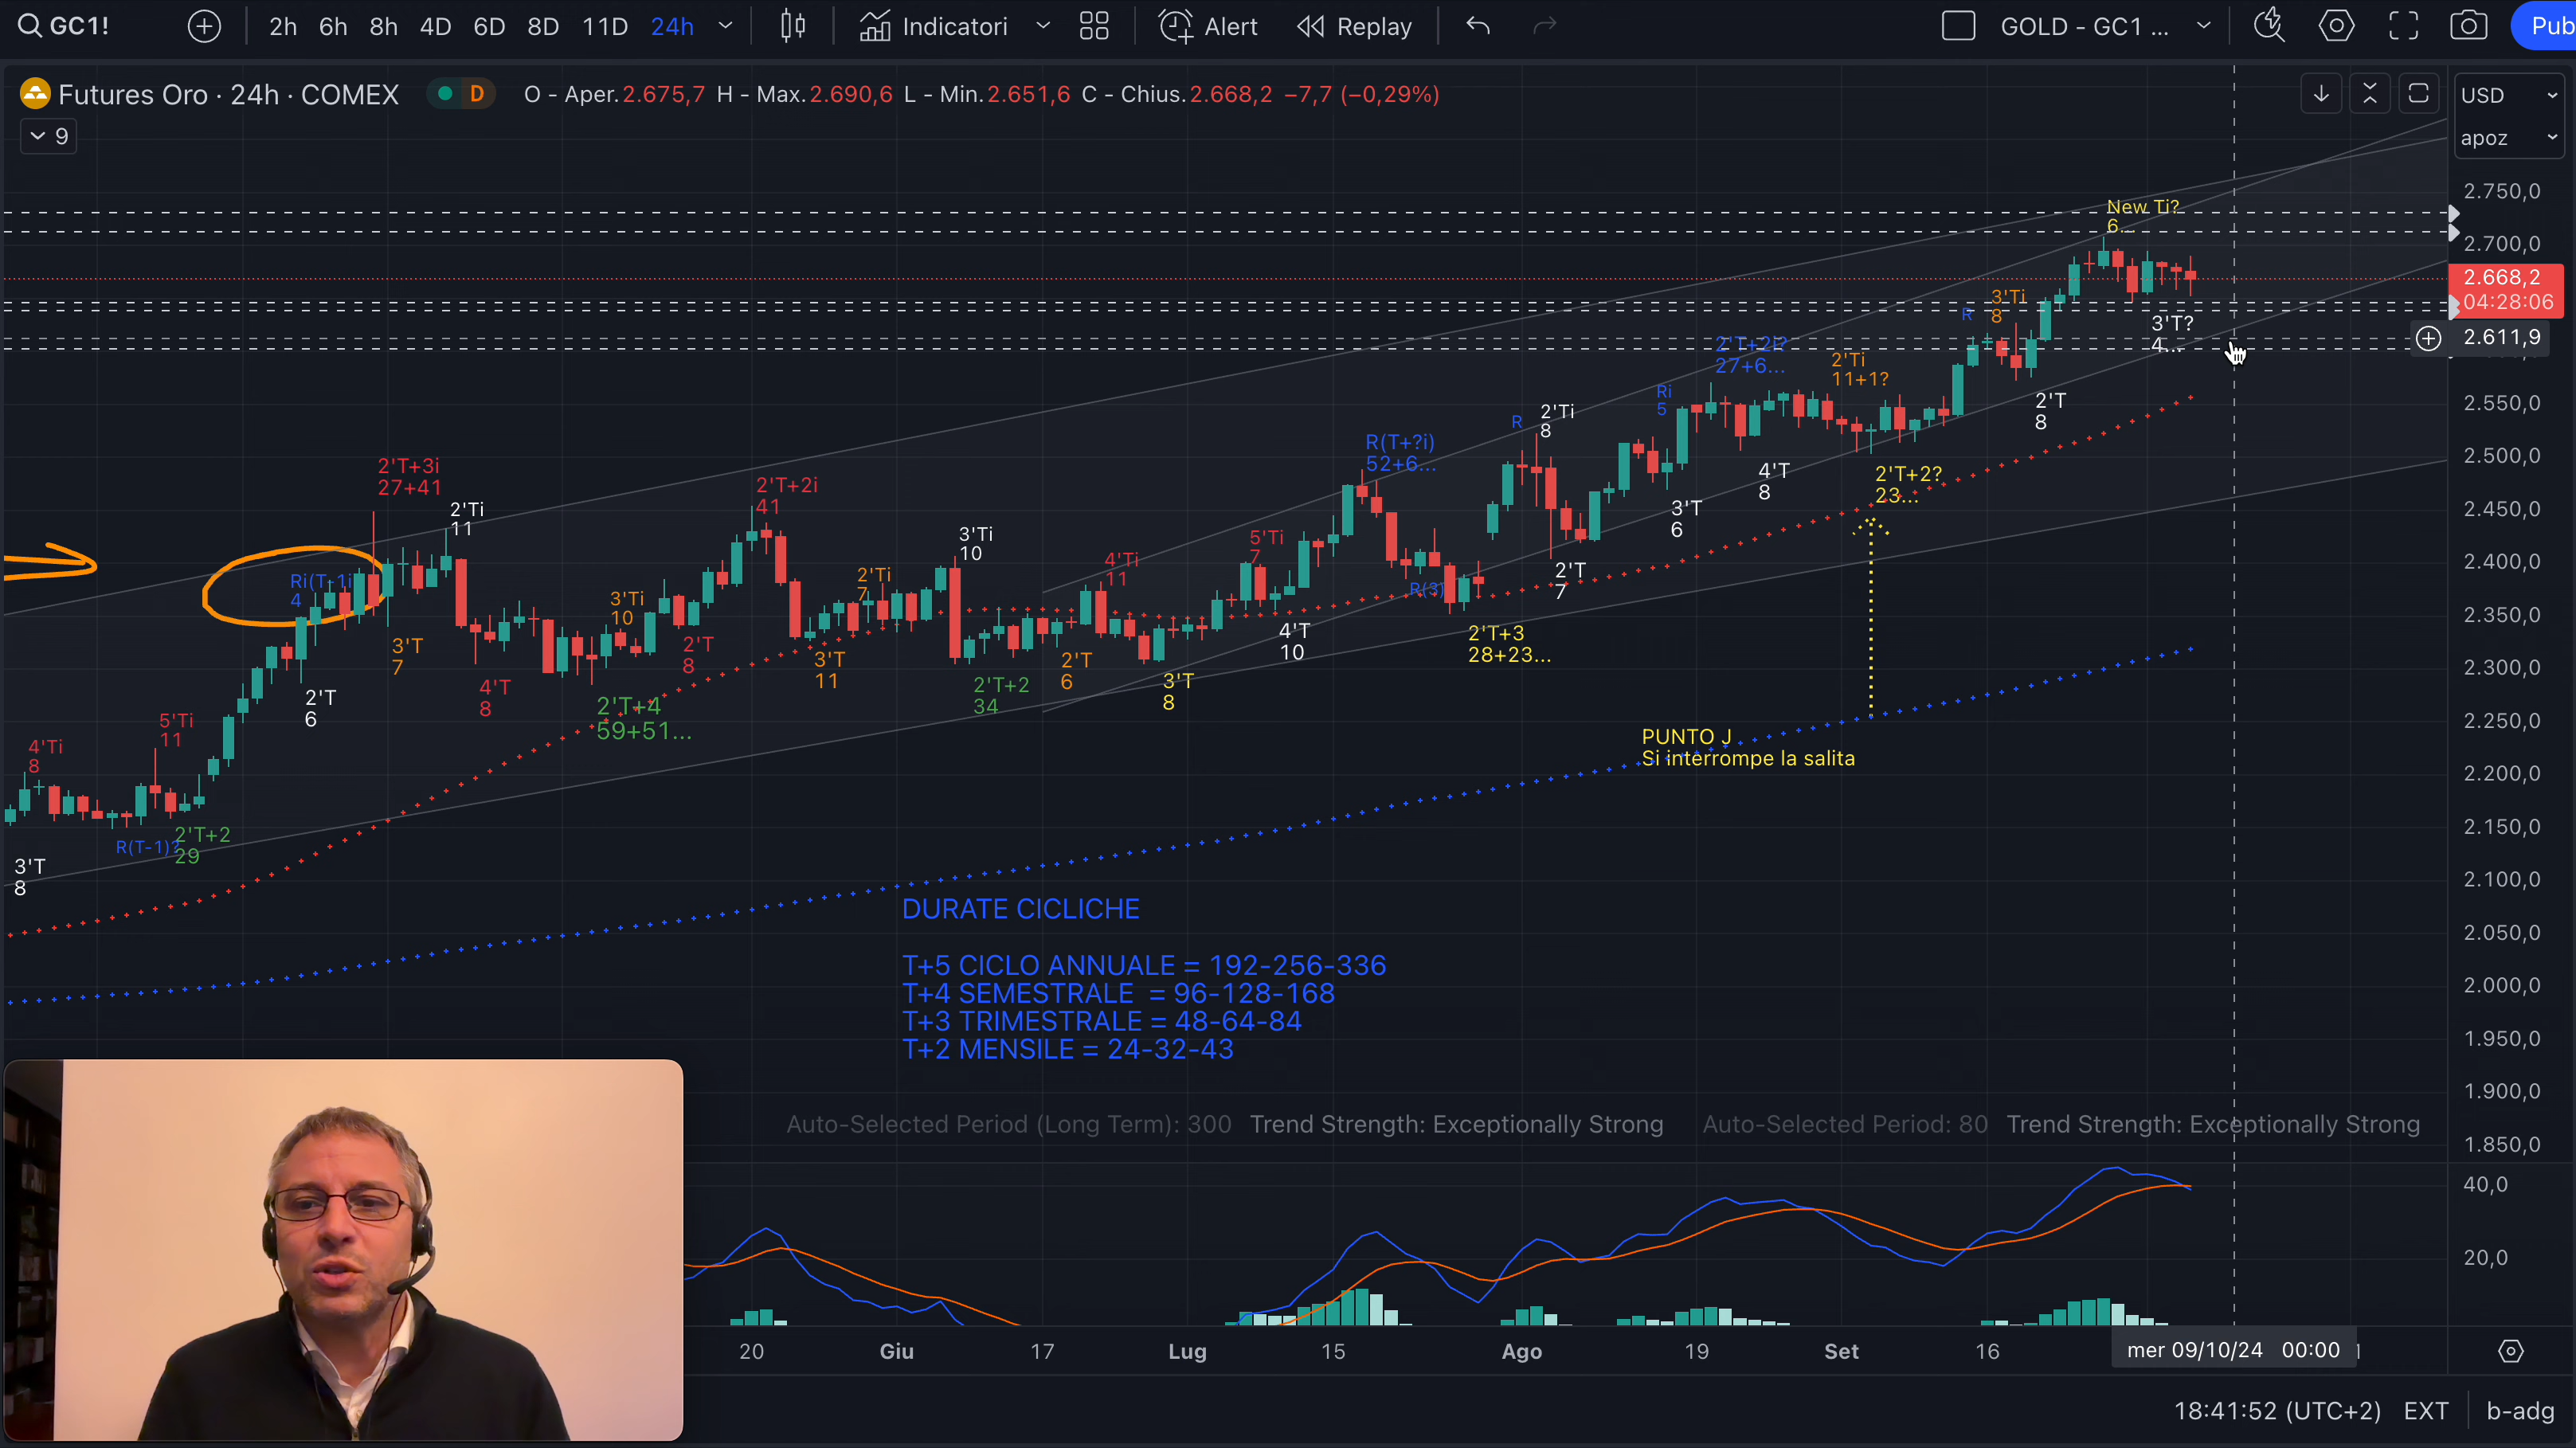 GC1!
2h 6h 8h 4D 6D 8D 11D 24h
Indicatori
Alert
Replay
GOLD - GC1 ...
Pub
Futures Oro · 24h · COMEX
D
O - Aper.2.675,7 H - Max.2.690,6 L - Min.2.651,6 C - Chius.2.668,2 −7,7 (−0,29%)
9
USD
apoz
2.750,0
2.700,0
2.668,2
04:28:06
2.611,9
2.550,0
2.500,0
2.450,0
2.400,0
2.350,0
2.300,0
2.250,0
2.200,0
2.150,0
2.100,0
2.050,0
2.000,0
1.950,0
1.900,0
1.850,0
40,0
20,0
New Ti?
6...
3'Ti
8
R
3'T?
4...
2'T
8
2'T+2i?
27+6...
2'Ti
11+1?
Ri
5
2'Ti
8
R
R(T+?i)
52+6...
4'T
8
2'T+2?
23...
3'T
6
2'T+3i
27+41
2'Ti
11
2'T+2i
41
3'Ti
10
5'Ti
7
4'Ti
11
2'Ti
7
R(3)
2'T
7
Ri(T-1i
4
3'Ti
10
3'T
7
2'T
8
4'T
10
2'T+3
28+23...
3'T
11
2'T
6
2'T+2
34
3'T
8
4'T
8
2'T
6
2'T+4
59+51...
5'Ti
11
4'Ti
8
R(T-1)?
2'T+2
29
3'T
8
PUNTO J
Si interrompe la salita
DURATE CICLICHE
T+5 CICLO ANNUALE = 192-256-336
T+4 SEMESTRALE = 96-128-168
T+3 TRIMESTRALE = 48-64-84
T+2 MENSILE = 24-32-43
Auto-Selected Period (Long Term): 300 Trend Strength: Exceptionally Strong Auto-Selected Period: 80 Trend Strength: Exceptionally Strong
20 Giu 17 Lug 15 Ago 19 Set 16 mer 09/10/24 00:00
18:41:52 (UTC+2) EXT b-adg